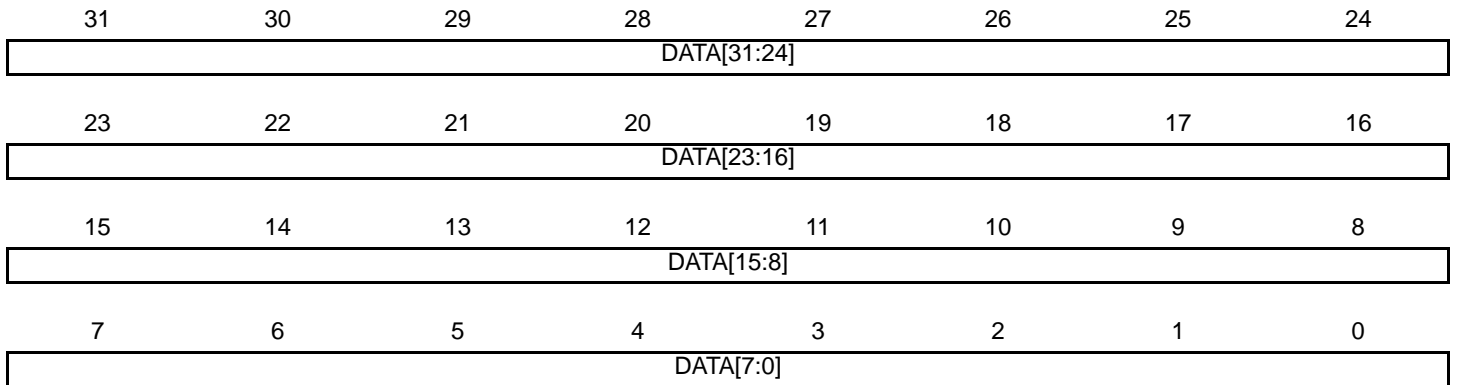 31 30 29 28 27 26 25 24
DATA[31:24]
23 22 21 20 19 18 17 16
DATA[23:16]
15 14 13 12 11 10 9 8
DATA[15:8]
7 6 5 4 3 2 1 0
DATA[7:0]